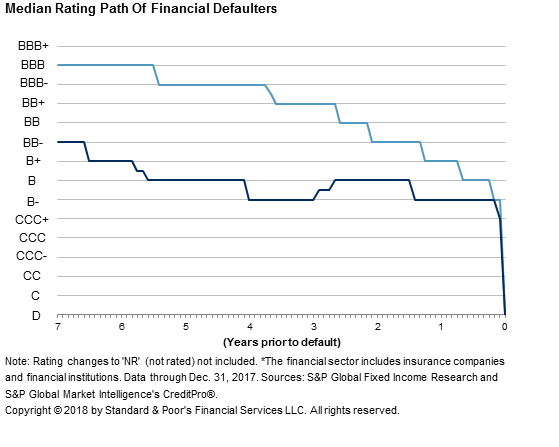 Median Rating Path Of Financial Defaulters
BBB+
BBB
BBB-
BB+
BB
BB-
B+
B
B-
CCC+
CCC
CCC-
CC
C
D
7 6 5 4 3 2 1 0
(Years prior to default)
Note: Rating changes to 'NR' (not rated) not included. *The financial sector includes insurance companies
and financial institutions. Data through Dec. 31, 2017. Sources: S&P Global Fixed Income Research and
S&P Global Market Intelligence's CreditPro®.
Copyright © 2018 by Standard & Poor's Financial Services LLC. All rights reserved.